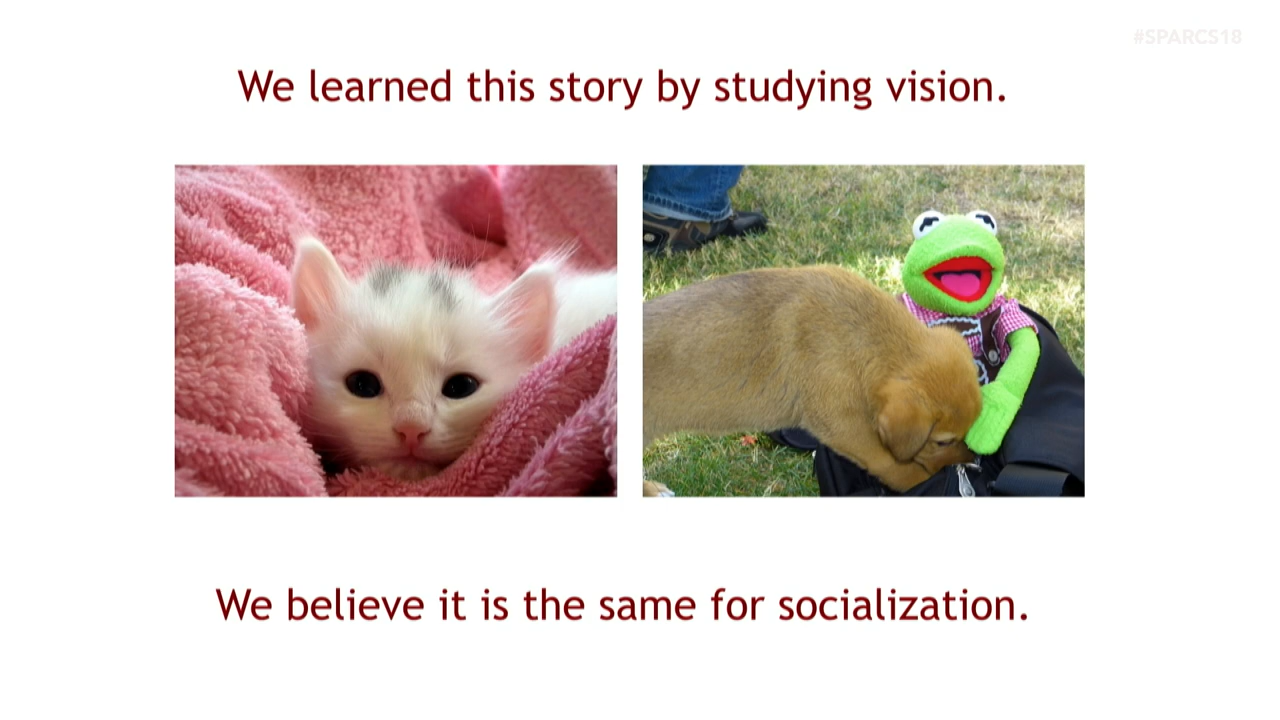 #SPARCS18
We learned this story by studying vision.
We believe it is the same for socialization.